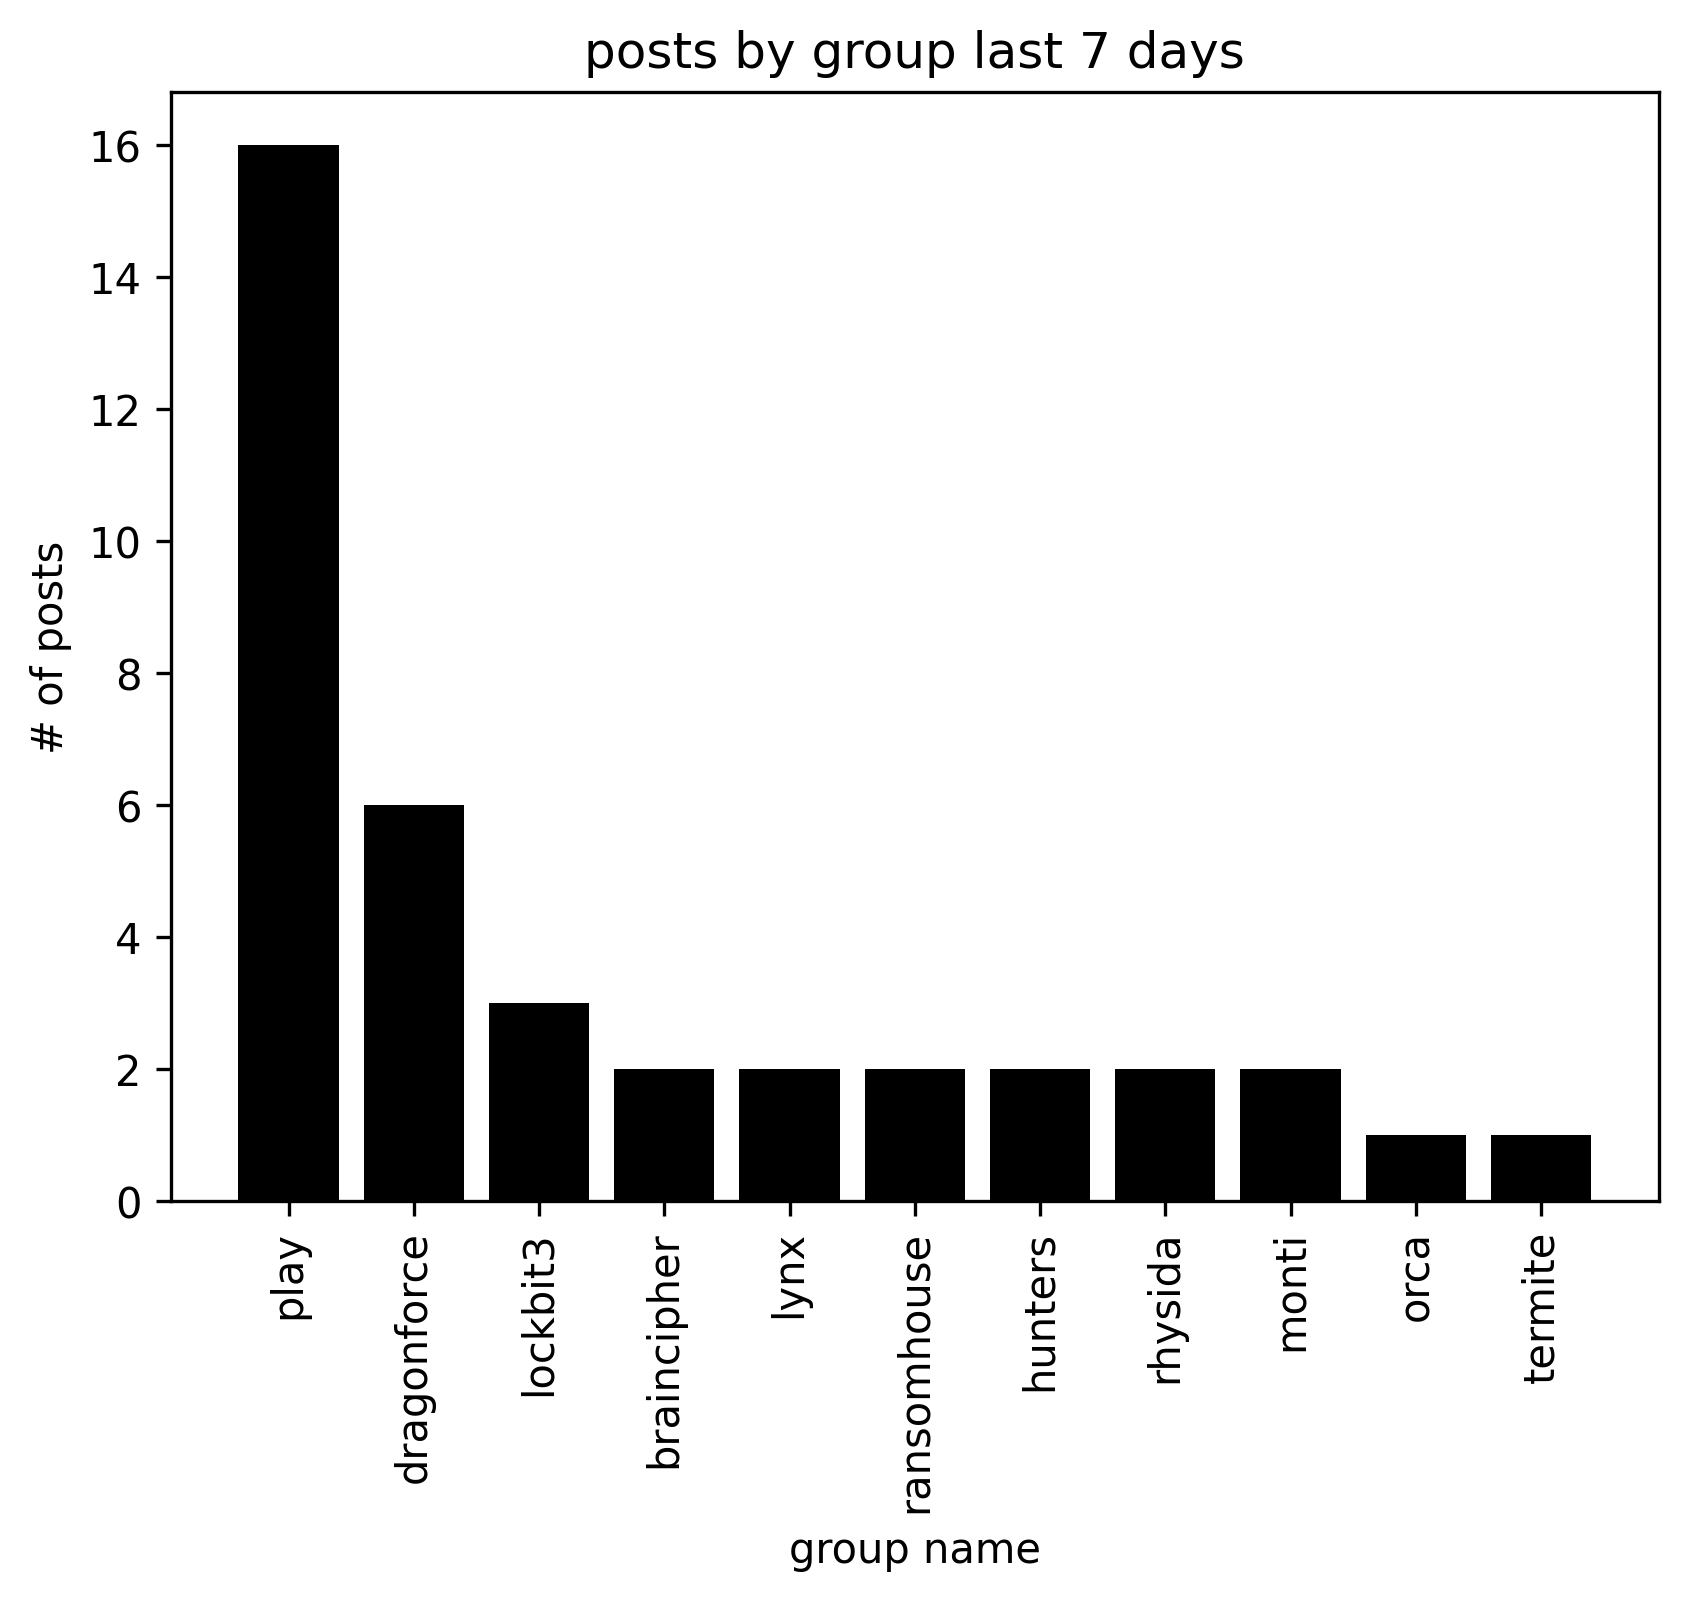 posts by group last 7 days
# of posts
16
14
12
10
8
6
4
2
0
play
dragonforce
lockbit3
braincipher
lynx
ransomhouse
hunters
rhysida
monti
orca
termite
group name